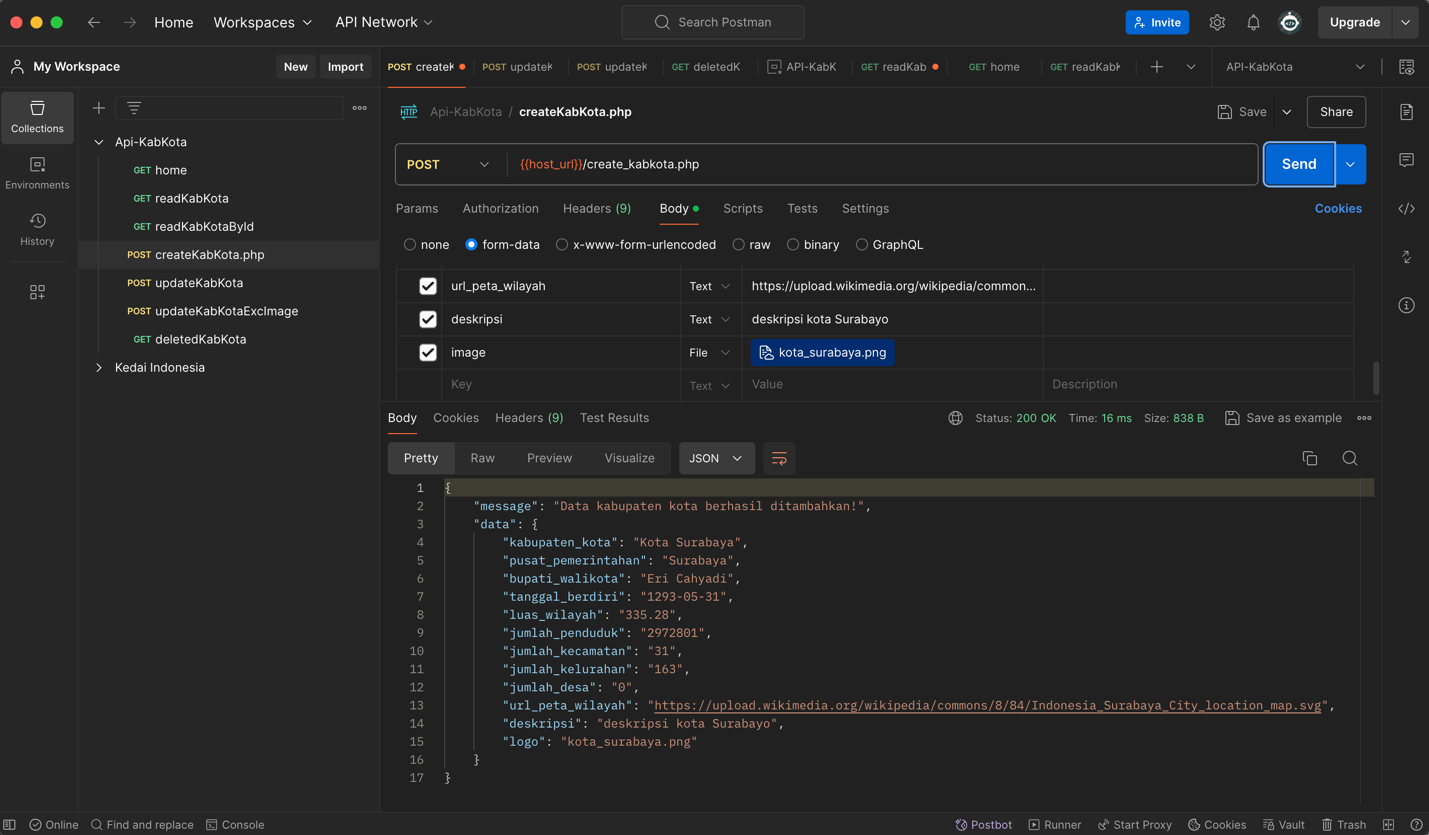 Home Workspaces API Network Search Postman Invite Upgrade
My Workspace New Import
POST createK POST updateK POST updateK GET deletedK API-KabK GET readKab GET home GET readKabK API-KabKota
Collections
Environments
History
Api-KabKota
GET home
GET readKabKota
GET readKabKotaById
POST createKabKota.php
POST updateKabKota
POST updateKabKotaExcImage
GET deletedKabKota
Kedai Indonesia
HTTP Api-KabKota / createKabKota.php Save Share
POST {{host_url}}/create_kabkota.php Send
Params Authorization Headers (9) Body Scripts Tests Settings Cookies
none form-data x-www-form-urlencoded raw binary GraphQL
url_peta_wilayah Text https://upload.wikimedia.org/wikipedia/common...
deskripsi Text deskripsi kota Surabayo
image File kota_surabaya.png
Key Text Value Description
Body Cookies Headers (9) Test Results Status: 200 OK Time: 16 ms Size: 838 B Save as example
Pretty Raw Preview Visualize JSON
1 {
2 "message": "Data kabupaten kota berhasil ditambahkan!",
3 "data": {
4 "kabupaten_kota": "Kota Surabaya",
5 "pusat_pemerintahan": "Surabaya",
6 "bupati_walikota": "Eri Cahyadi",
7 "tanggal_berdiri": "1293-05-31",
8 "luas_wilayah": "335.28",
9 "jumlah_penduduk": "2972801",
10 "jumlah_kecamatan": "31",
11 "jumlah_kelurahan": "163",
12 "jumlah_desa": "0",
13 "url_peta_wilayah": "https://upload.wikimedia.org/wikipedia/commons/8/84/Indonesia_Surabaya_City_location_map.svg",
14 "deskripsi": "deskripsi kota Surabayo",
15 "logo": "kota_surabaya.png"
16 }
17 }
Online Find and replace Console Postbot Runner Start Proxy Cookies Vault Trash